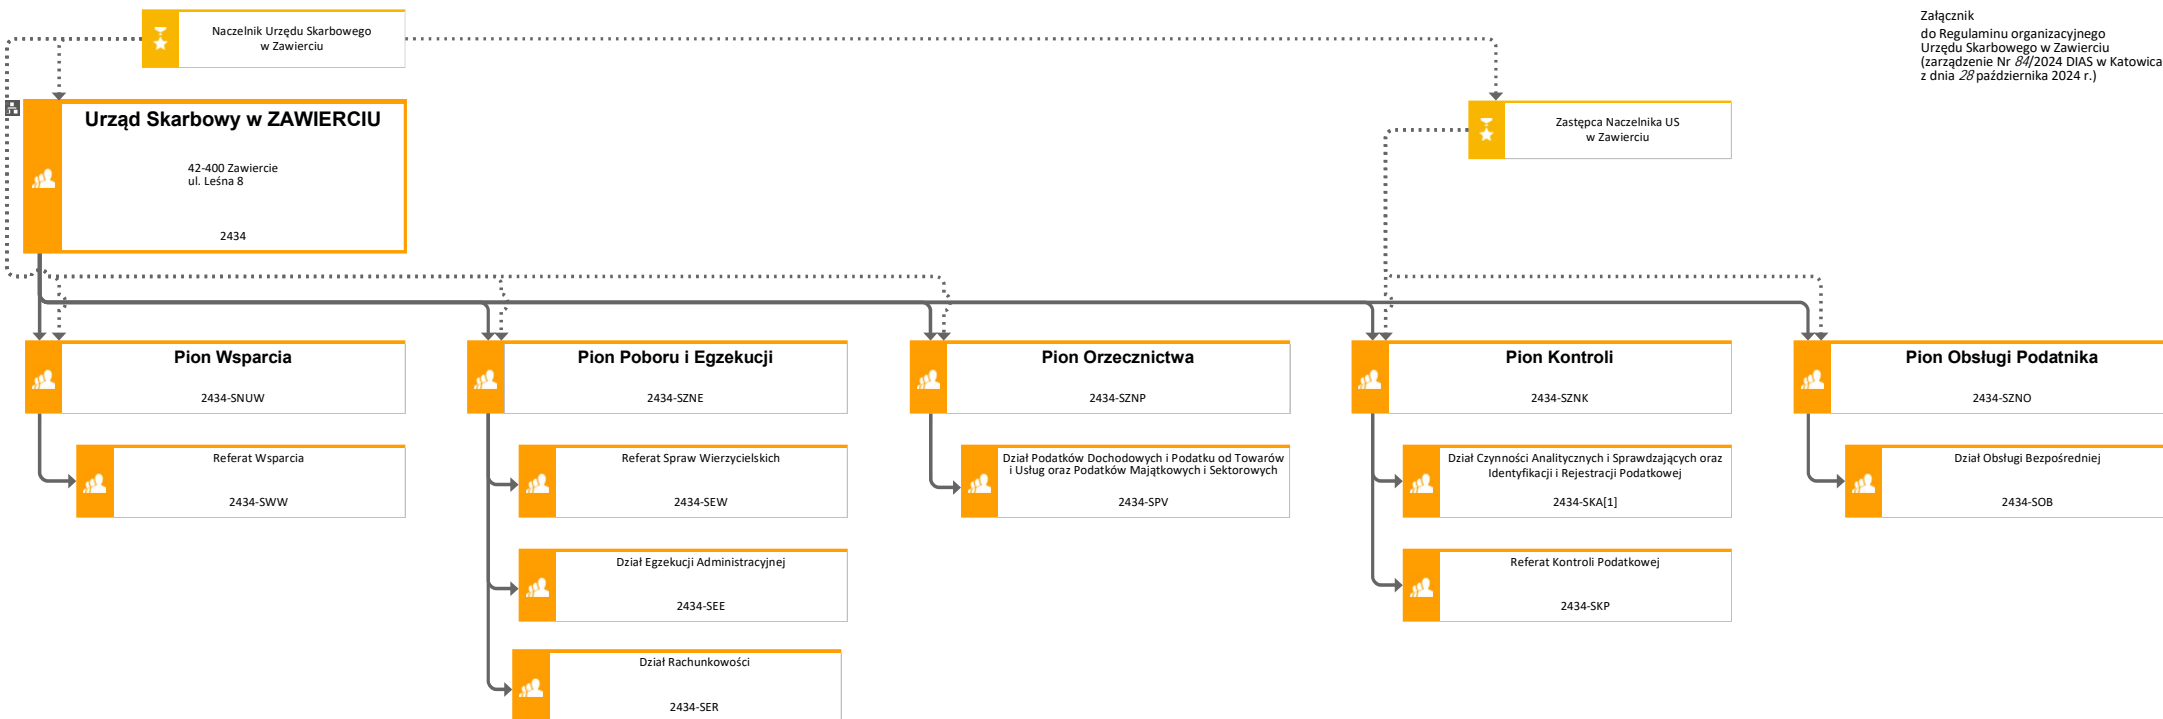 Naczelnik Urzędu Skarbowego
w Zawierciu
Załącznik
do Regulaminu organizacyjnego
Urzędu Skarbowego w Zawierciu
(zarządzenie Nr 84/2024 DIAS w Katowica
z dnia 28 października 2024 r.)
Urząd Skarbowy w ZAWIERCIU
42-400 Zawiercie
ul. Leśna 8
2434
Zastępca Naczelnika US
w Zawierciu
Pion Wsparcia
2434-SNUW
Pion Poboru i Egzekucji
2434-SZNE
Pion Orzecznictwa
2434-SZNP
Pion Kontroli
2434-SZNK
Pion Obsługi Podatnika
2434-SZNO
Referat Wsparcia
2434-SWW
Referat Spraw Wierzycielskich
2434-SEW
Dział Podatków Dochodowych i Podatku od Towarów
i Usług oraz Podatków Majątkowych i Sektorowych
2434-SPV
Dział Czynności Analitycznych i Sprawdzających oraz
Identyfikacji i Rejestracji Podatkowej
2434-SKA[1]
Dział Obsługi Bezpośredniej
2434-SOB
Dział Egzekucji Administracyjnej
2434-SEE
Referat Kontroli Podatkowej
2434-SKP
Dział Rachunkowości
2434-SER